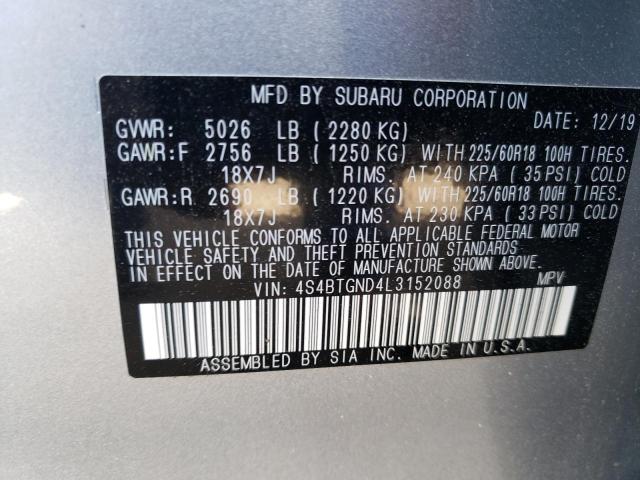 MFD BY SUBARU CORPORATION
DATE: 12/19
GVWR: 5026 LB ( 2280 KG)
GAWR:F 2756 LB ( 1250 KG) WITH 225/60R18 100H TIRES.
18X7J RIMS. AT 240 KPA ( 35 PSI) COLD
GAWR:R 2690 LB ( 1220 KG) WITH 225/60R18 100H TIRES.
18X7J RIMS. AT 230 KPA ( 33 PSI) COLD
THIS VEHICLE CONFORMS TO ALL APPLICABLE FEDERAL MOTOR
VEHICLE SAFETY AND THEFT PREVENTION STANDARDS
IN EFFECT ON THE DATE OF MANUFACTURE SHOWN ABOVE.
VIN: 4S4BTGND4L3152088 MPV
ASSEMBLED BY SIA INC. MADE IN U.S.A.